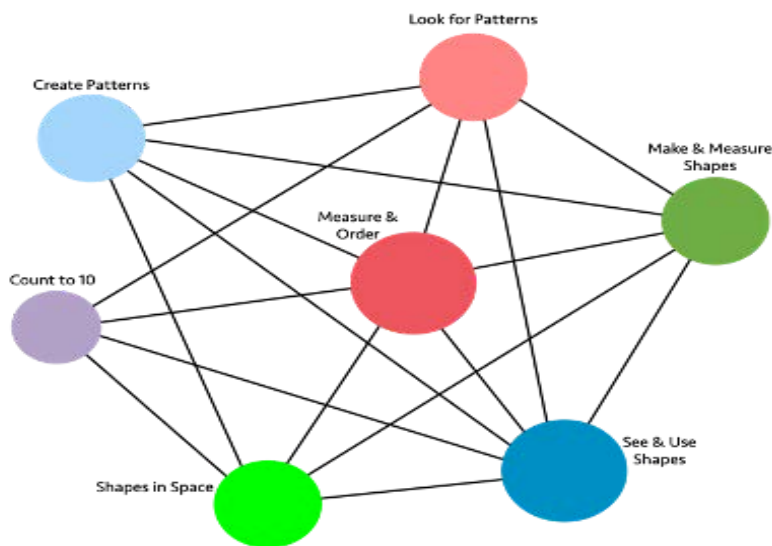 Look for Patterns
Create Patterns
Make & Measure
Shapes
Measure &
Order
Count to 10
See & Use
Shapes
Shapes in Space